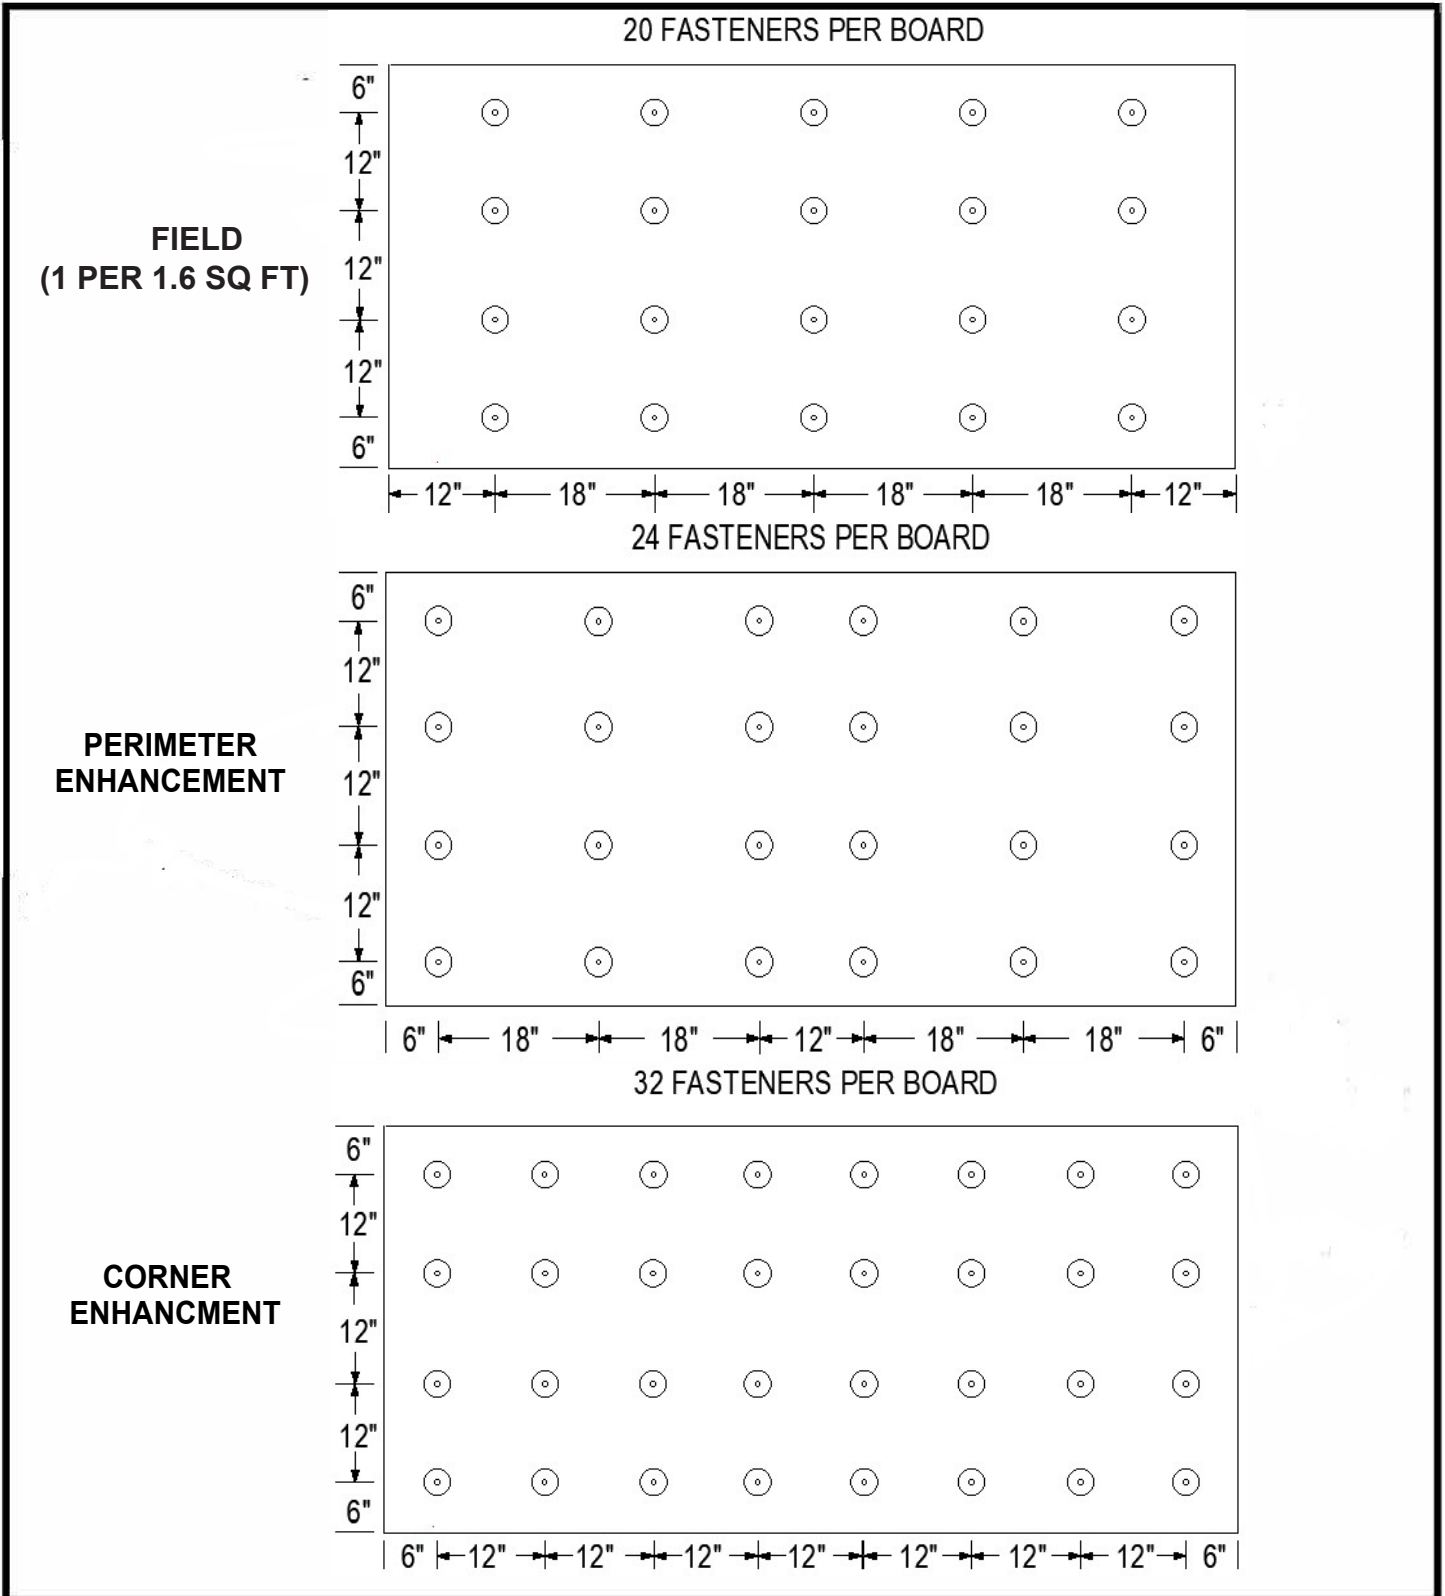 20 FASTENERS PER BOARD
6"
12"
12"
12"
6"
FIELD
(1 PER 1.6 SQ FT)
12" 18" 18" 18" 18" 12"
24 FASTENERS PER BOARD
6"
12"
12"
12"
6"
PERIMETER
ENHANCEMENT
6" 18" 18" 12" 18" 18" 6"
32 FASTENERS PER BOARD
6"
12"
12"
12"
6"
CORNER
ENHANCMENT
6" 12" 12" 12" 12" 12" 12" 12" 6"